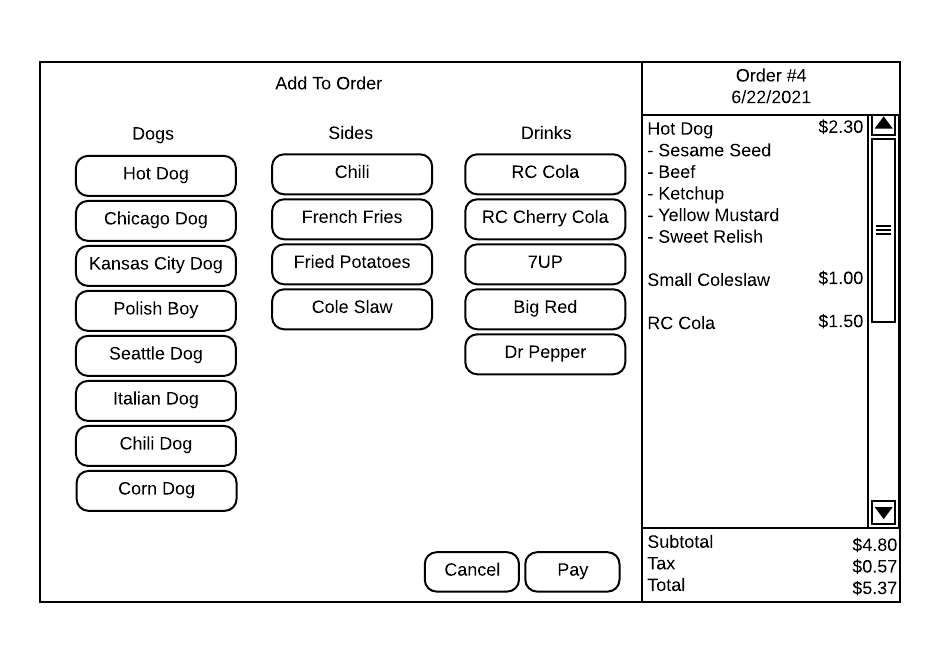 Add To Order
Dogs
Hot Dog
Chicago Dog
Kansas City Dog
Polish Boy
Seattle Dog
Italian Dog
Chili Dog
Corn Dog
Sides
Chili
French Fries
Fried Potatoes
Cole Slaw
Drinks
RC Cola
RC Cherry Cola
7UP
Big Red
Dr Pepper
Cancel
Pay
Order #4
6/22/2021
Hot Dog $2.30
- Sesame Seed
- Beef
- Ketchup
- Yellow Mustard
- Sweet Relish
Small Coleslaw $1.00
RC Cola $1.50
Subtotal $4.80
Tax $0.57
Total $5.37